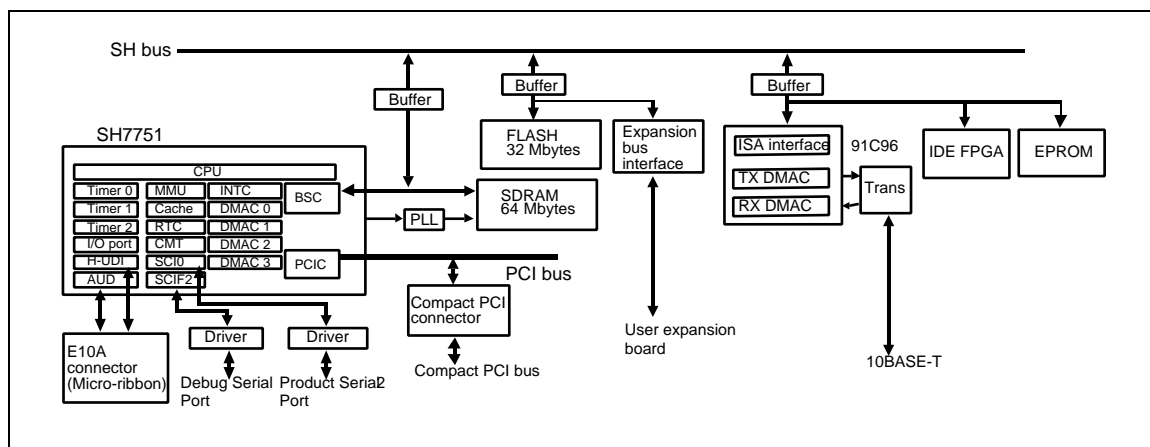 SH bus
Buffer
Buffer
Buffer
SH7751
FLASH
32 Mbytes
Expansion
bus
interface
ISA interface
91C96
IDE FPGA
EPROM
CPU
TX DMAC
Trans
RX DMAC
Timer 0
MMU
INTC
BSC
SDRAM
64 Mbytes
Timer 1
Cache
DMAC 0
Timer 2
RTC
DMAC 1
PLL
I/O port
CMT
DMAC 2
H-UDI
SCI0
DMAC 3
PCIC
PCI bus
AUD
SCIF2
Compact PCI
connector
User expansion
board
Driver
Driver
E10A
connector
(Micro-ribbon)
10BASE-T
Compact PCI bus
Debug Serial
Port
Product Serial2
Port